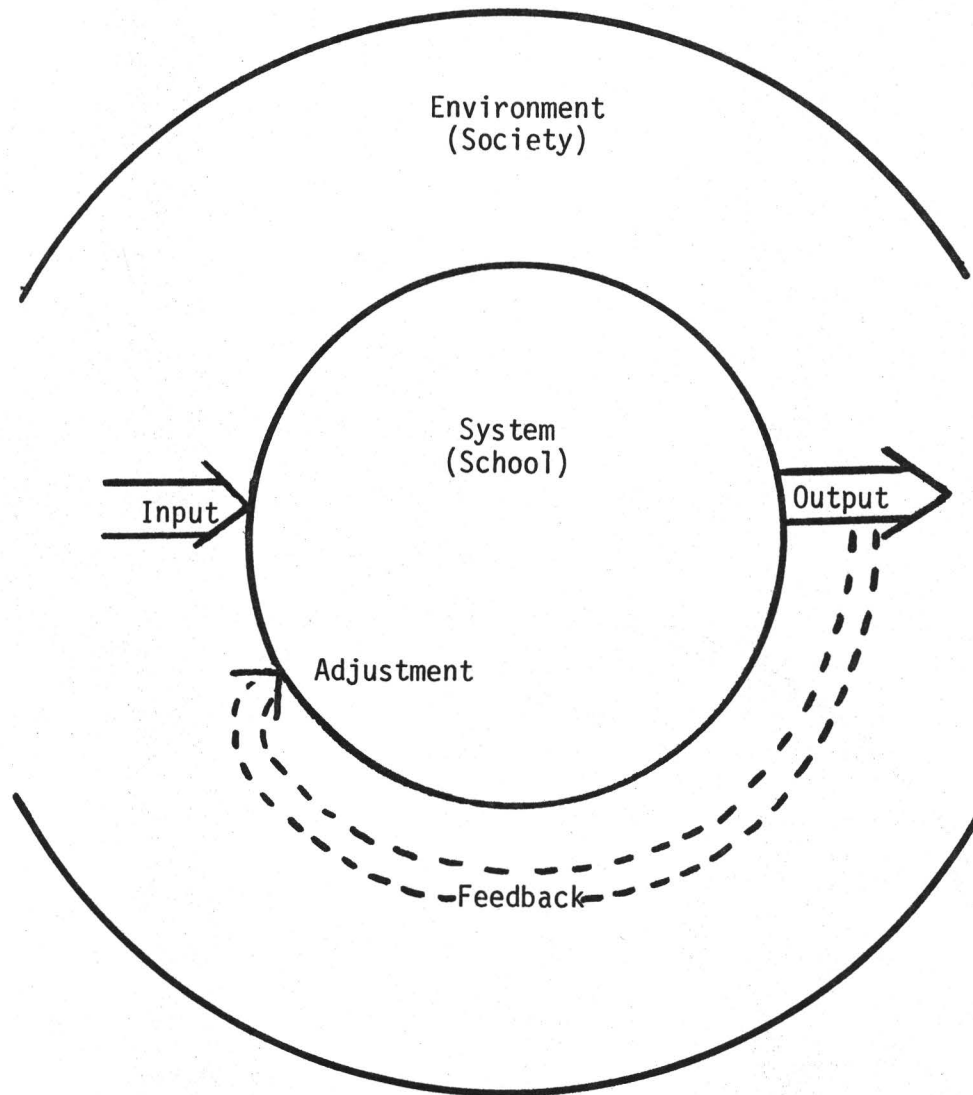 Environment
(Society)
System
(School)
Input
Output
Adjustment
Feedback